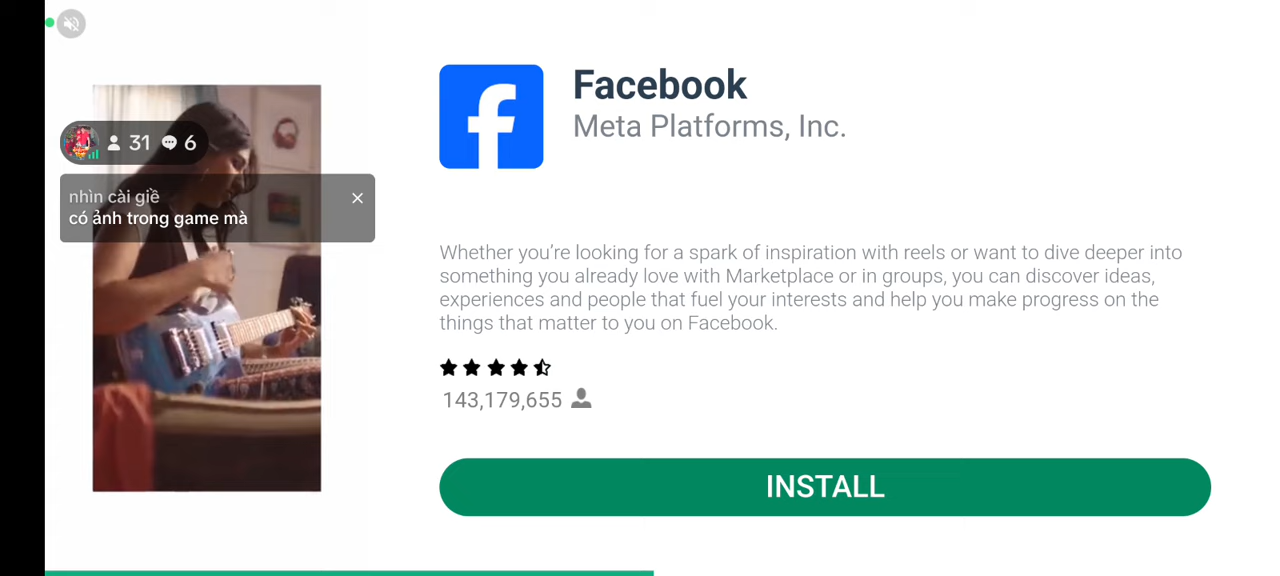 Facebook
Meta Platforms, Inc.
31 6
nhìn cài giề
có ảnh trong game mà
Whether you're looking for a spark of inspiration with reels or want to dive deeper into
something you already love with Marketplace or in groups, you can discover ideas,
experiences and people that fuel your interests and help you make progress on the
things that matter to you on Facebook.
143,179,655
INSTALL